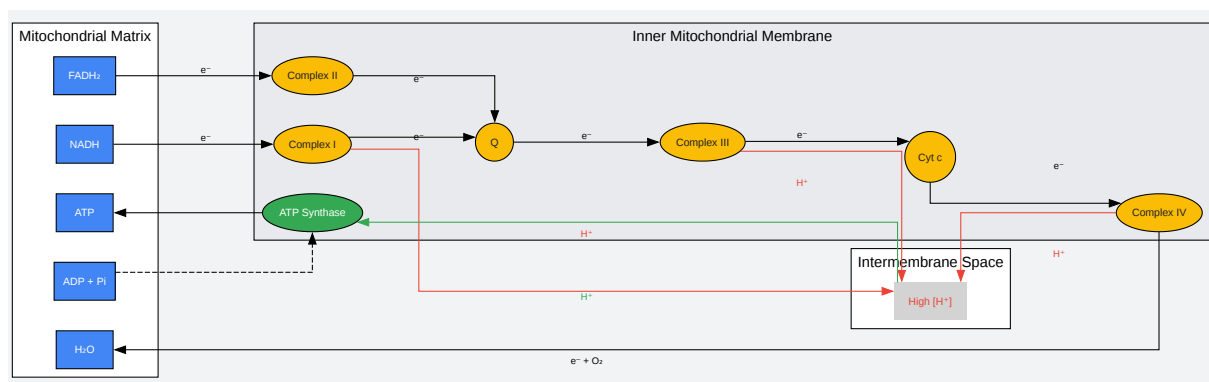 Mitochondrial Matrix
Inner Mitochondrial Membrane
FADH₂
e⁻
Complex II
e⁻
NADH
e⁻
Complex I
e⁻
Q
e⁻
Complex III
e⁻
Cyt c
e⁻
H⁺
ATP
ATP Synthase
Complex IV
H⁺
H⁺
Intermembrane Space
ADP + Pi
H⁺
High [H⁺]
H₂O
e⁻ + O₂